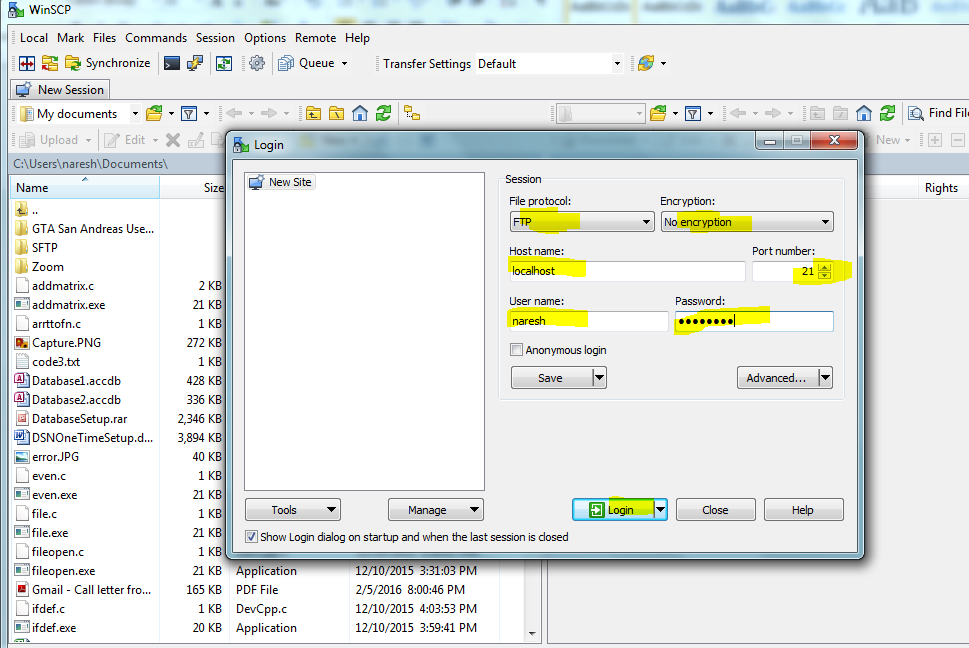 WinSCP
Local Mark Files Commands Session Options Remote Help
Synchronize Queue Transfer Settings Default
New Session
My documents Find File
Upload Edit New
C:\Users\naresh\Documents\
Name Size Rights
..
GTA San Andreas Use...
SFTP
Zoom
addmatrix.c 2 KB
addmatrix.exe 21 KB
arrttofn.c 1 KB
Capture.PNG 272 KB
code3.txt 1 KB
Database1.accdb 428 KB
Database2.accdb 336 KB
DatabaseSetup.rar 2,346 KB
DSNOneTimeSetup.d... 3,894 KB
error.JPG 40 KB
even.c 1 KB
even.exe 21 KB
file.c 1 KB
file.exe 21 KB
fileopen.c 1 KB
fileopen.exe 21 KB Application 12/10/2015 3:31:03 PM
Gmail - Call letter fro... 165 KB PDF File 2/5/2016 8:00:46 PM
ifdef.c 1 KB DevCpp.c 12/10/2015 4:03:53 PM
ifdef.exe 20 KB Application 12/10/2015 3:59:41 PM
Login
New Site
Session
File protocol: Encryption:
FTP No encryption
Host name: Port number:
localhost 21
User name: Password:
naresh ••••••••
Anonymous login
Save Advanced...
Tools Manage Login Close Help
Show Login dialog on startup and when the last session is closed